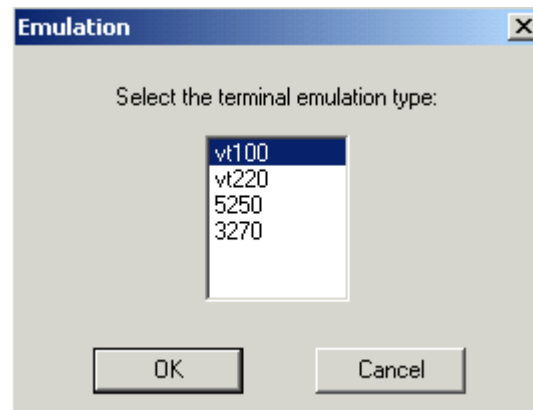 Emulation
Select the terminal emulation type:
vt100
vt220
5250
3270
OK Cancel